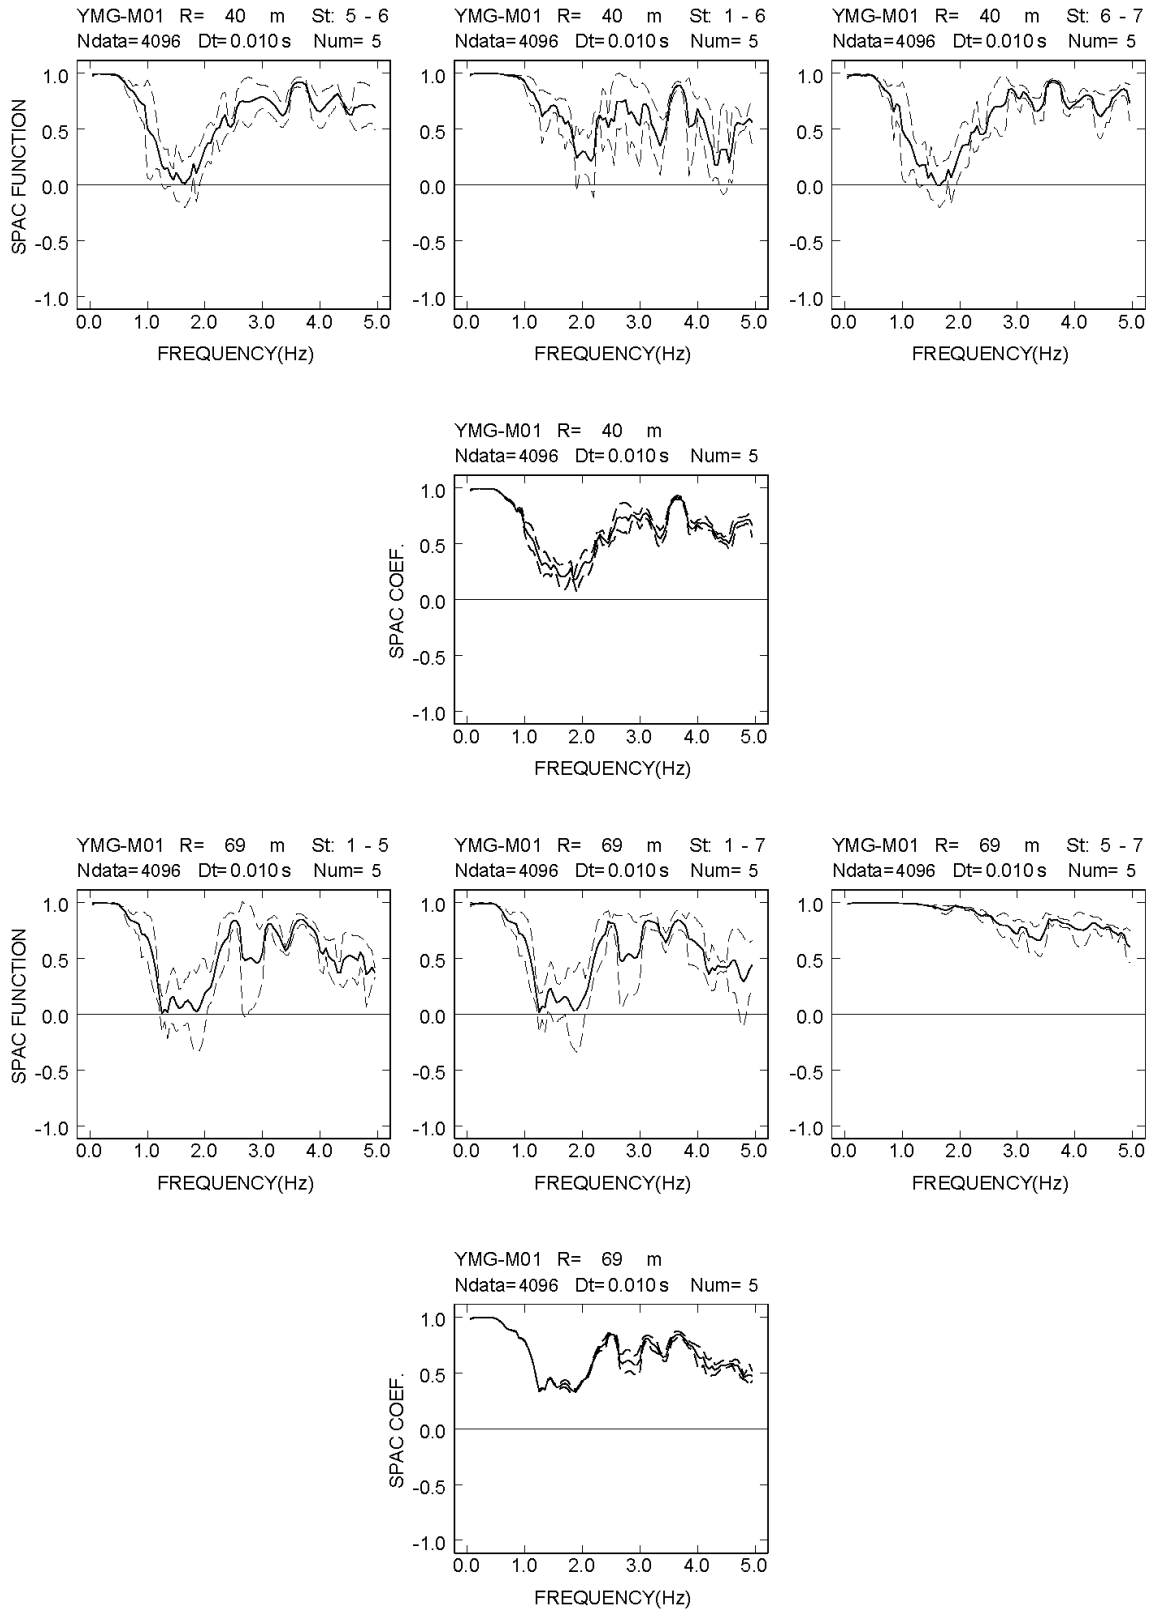 YMG-M01 R= 40 m St: 5 - 6
Ndata=4096 Dt=0.010 s Num= 5
YMG-M01 R= 40 m St: 1 - 6
Ndata=4096 Dt=0.010 s Num= 5
YMG-M01 R= 40 m St: 6 - 7
Ndata=4096 Dt=0.010 s Num= 5
SPAC FUNCTION
1.0
0.5
0.0
-0.5
-1.0
0.0 1.0 2.0 3.0 4.0 5.0
FREQUENCY(Hz)
1.0
0.5
0.0
-0.5
-1.0
0.0 1.0 2.0 3.0 4.0 5.0
FREQUENCY(Hz)
1.0
0.5
0.0
-0.5
-1.0
0.0 1.0 2.0 3.0 4.0 5.0
FREQUENCY(Hz)
YMG-M01 R= 40 m
Ndata=4096 Dt=0.010 s Num= 5
SPAC COEF.
1.0
0.5
0.0
-0.5
-1.0
0.0 1.0 2.0 3.0 4.0 5.0
FREQUENCY(Hz)
YMG-M01 R= 69 m St: 1 - 5
Ndata=4096 Dt=0.010 s Num= 5
YMG-M01 R= 69 m St: 1 - 7
Ndata=4096 Dt=0.010 s Num= 5
YMG-M01 R= 69 m St: 5 - 7
Ndata=4096 Dt=0.010 s Num= 5
SPAC FUNCTION
1.0
0.5
0.0
-0.5
-1.0
0.0 1.0 2.0 3.0 4.0 5.0
FREQUENCY(Hz)
1.0
0.5
0.0
-0.5
-1.0
0.0 1.0 2.0 3.0 4.0 5.0
FREQUENCY(Hz)
1.0
0.5
0.0
-0.5
-1.0
0.0 1.0 2.0 3.0 4.0 5.0
FREQUENCY(Hz)
YMG-M01 R= 69 m
Ndata=4096 Dt=0.010 s Num= 5
SPAC COEF.
1.0
0.5
0.0
-0.5
-1.0
0.0 1.0 2.0 3.0 4.0 5.0
FREQUENCY(Hz)